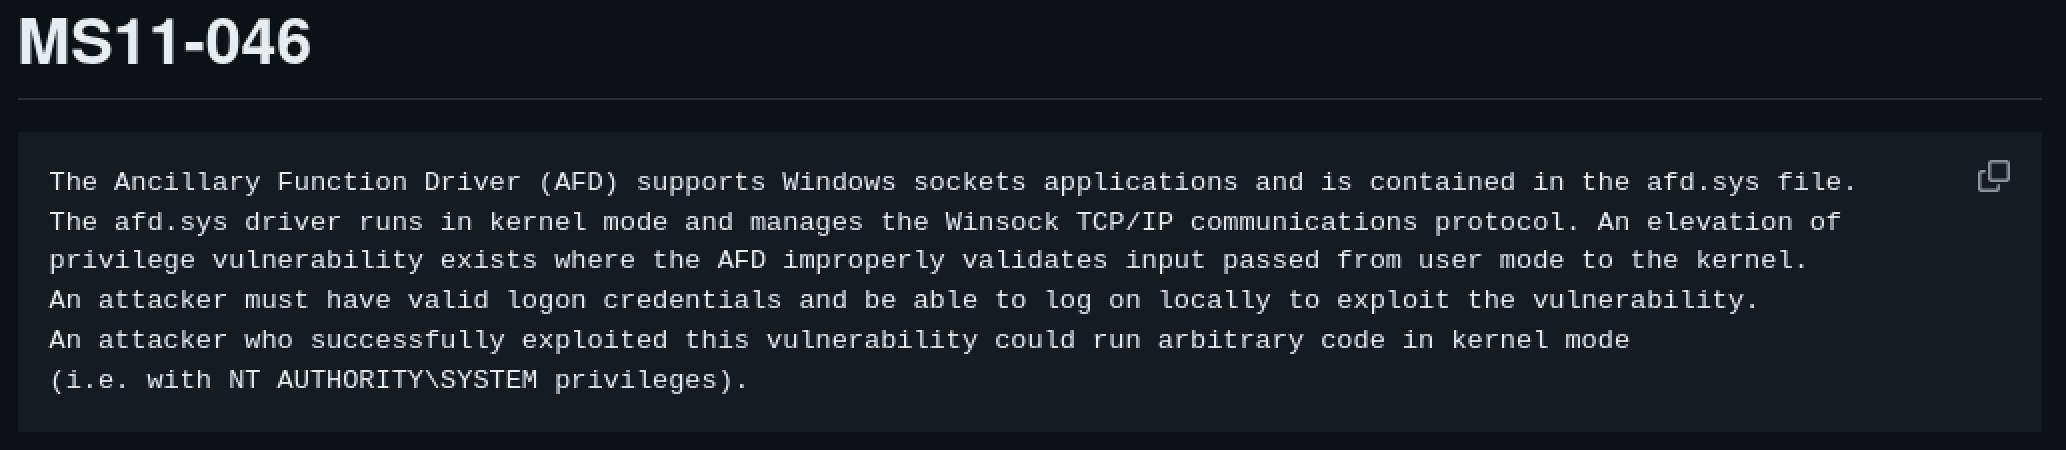 MS11-046
The Ancillary Function Driver (AFD) supports Windows sockets applications and is contained in the afd.sys file.
The afd.sys driver runs in kernel mode and manages the Winsock TCP/IP communications protocol. An elevation of
privilege vulnerability exists where the AFD improperly validates input passed from user mode to the kernel.
An attacker must have valid logon credentials and be able to log on locally to exploit the vulnerability.
An attacker who successfully exploited this vulnerability could run arbitrary code in kernel mode
(i.e. with NT AUTHORITY\SYSTEM privileges).